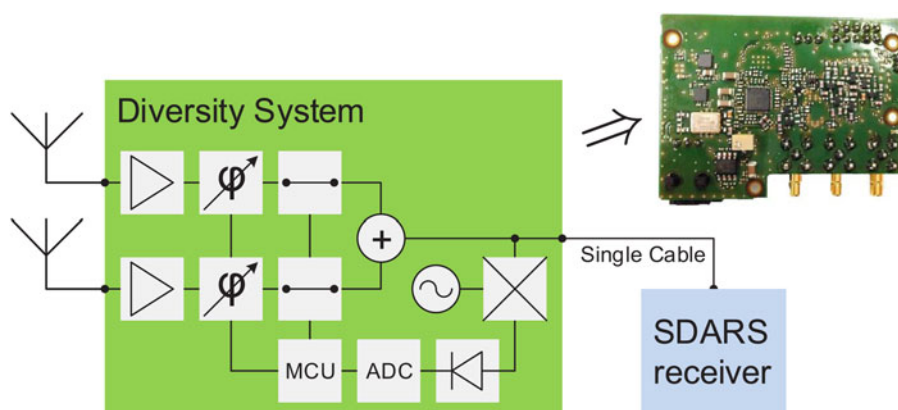 Diversity System
φ
+
φ
Single Cable
MCU
ADC
SDARS
receiver